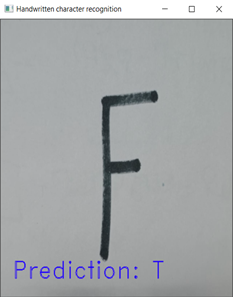 Handwritten character recognition
F
Prediction: T